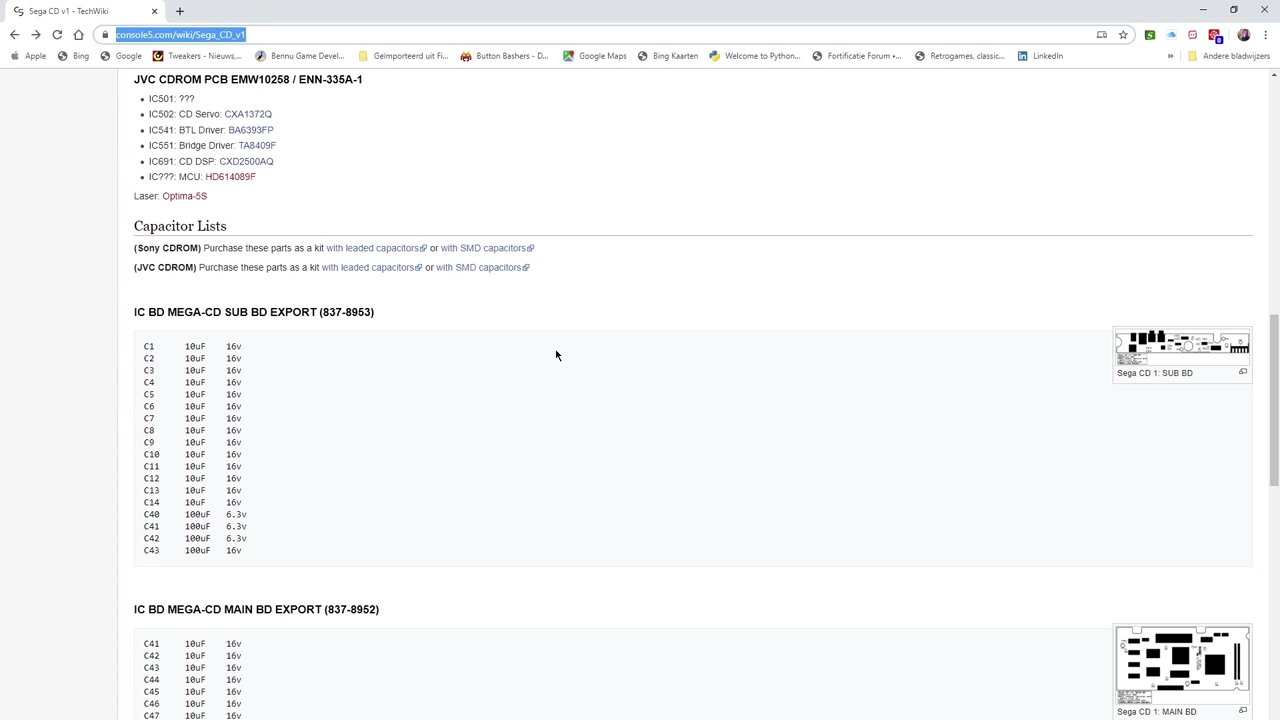 Sega CD v1 - TechWiki
console5.com/wiki/Sega_CD_v1
Apple Bing Google Tweakers - Nieuws,... Bennu Game Devel... Geïmporteerd uit Fi... Button Bashers - D... Google Maps Bing Kaarten Welcome to Python... Fortificatie Forum •... Retrogames, classic... LinkedIn » Andere bladwijzers
JVC CDROM PCB EMW10258 / ENN-335A-1
IC501: ???
IC502: CD Servo: CXA1372Q
IC541: BTL Driver: BA6393FP
IC551: Bridge Driver: TA8409F
IC691: CD DSP: CXD2500AQ
IC???: MCU: HD614089F
Laser: Optima-5S
Capacitor Lists
(Sony CDROM) Purchase these parts as a kit with leaded capacitors or with SMD capacitors
(JVC CDROM) Purchase these parts as a kit with leaded capacitors or with SMD capacitors
IC BD MEGA-CD SUB BD EXPORT (837-8953)
C1 10uF 16v
C2 10uF 16v
C3 10uF 16v
C4 10uF 16v
C5 10uF 16v
C6 10uF 16v
C7 10uF 16v
C8 10uF 16v
C9 10uF 16v
C10 10uF 16v
C11 10uF 16v
C12 10uF 16v
C13 10uF 16v
C14 10uF 16v
C40 100uF 6.3v
C41 100uF 6.3v
C42 100uF 6.3v
C43 100uF 16v
Sega CD 1: SUB BD
IC BD MEGA-CD MAIN BD EXPORT (837-8952)
C41 10uF 16v
C42 10uF 16v
C43 10uF 16v
C44 10uF 16v
C45 10uF 16v
C46 10uF 16v
C47 10uF 16v
Sega CD 1: MAIN BD